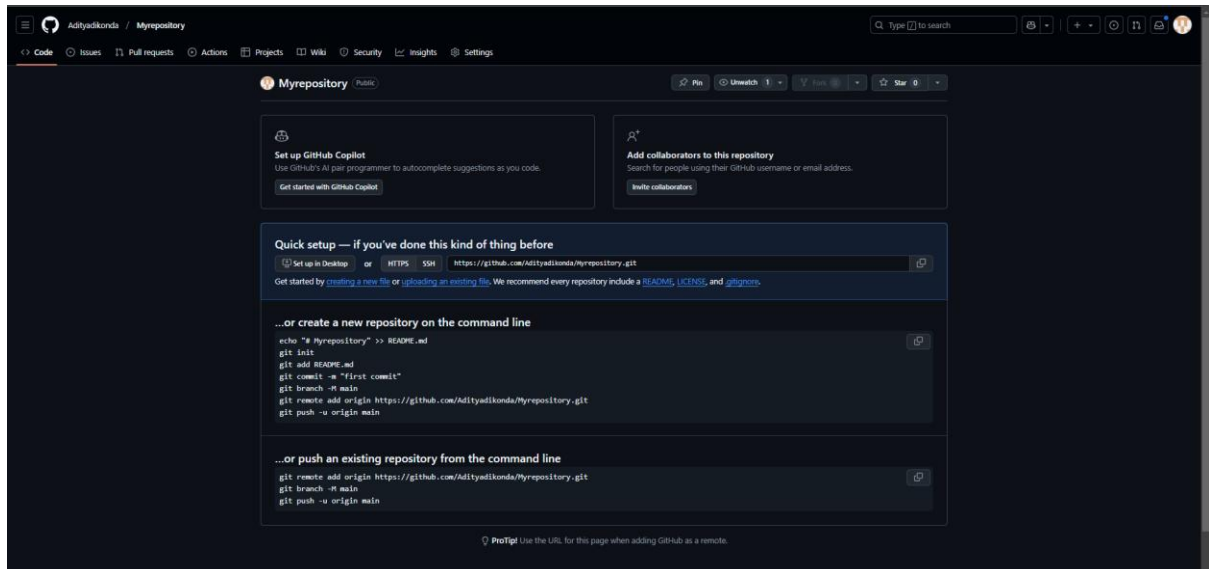 Adityadikonda / Myrepository
Type / to search
Code Issues Pull requests Actions Projects Wiki Security Insights Settings
Myrepository Public
Pin Unwatch 1 Fork Star 0
Set up GitHub Copilot
Use GitHub's AI pair programmer to autocomplete suggestions as you code.
Get started with GitHub Copilot
Add collaborators to this repository
Search for people using their GitHub username or email address.
Invite collaborators
Quick setup — if you've done this kind of thing before
Set up in Desktop or HTTPS SSH https://github.com/Adityadikonda/Myrepository.git
Get started by creating a new file or uploading an existing file. We recommend every repository include a README, LICENSE, and .gitignore.
...or create a new repository on the command line
echo "# Myrepository" >> README.md
git init
git add README.md
git commit -m "first commit"
git branch -M main
git remote add origin https://github.com/Adityadikonda/Myrepository.git
git push -u origin main
...or push an existing repository from the command line
git remote add origin https://github.com/Adityadikonda/Myrepository.git
git branch -M main
git push -u origin main
ProTip! Use the URL for this page when adding GitHub as a remote.